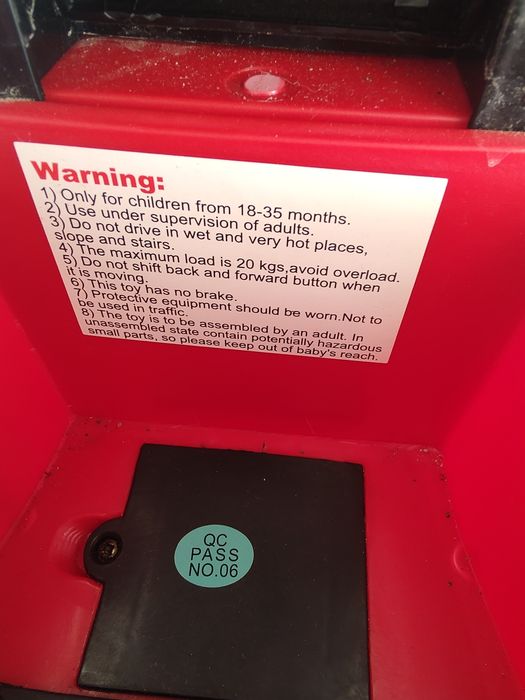 Warning:
1) Only for children from 18-35 months.
2) Use under supervision of adults.
3) Do not drive in wet and very hot places,
slope and stairs.
4) The maximum load is 20 kgs,avoid overload.
5) Do not shift back and forward button when
it is moving.
6) This toy has no brake.
7) Protective equipment should be worn.Not to
be used in traffic.
8) The toy is to be assembled by an adult. In
unassembled state contain potentially hazardous
small parts, so please keep out of baby's reach.
QC
PASS
NO.06